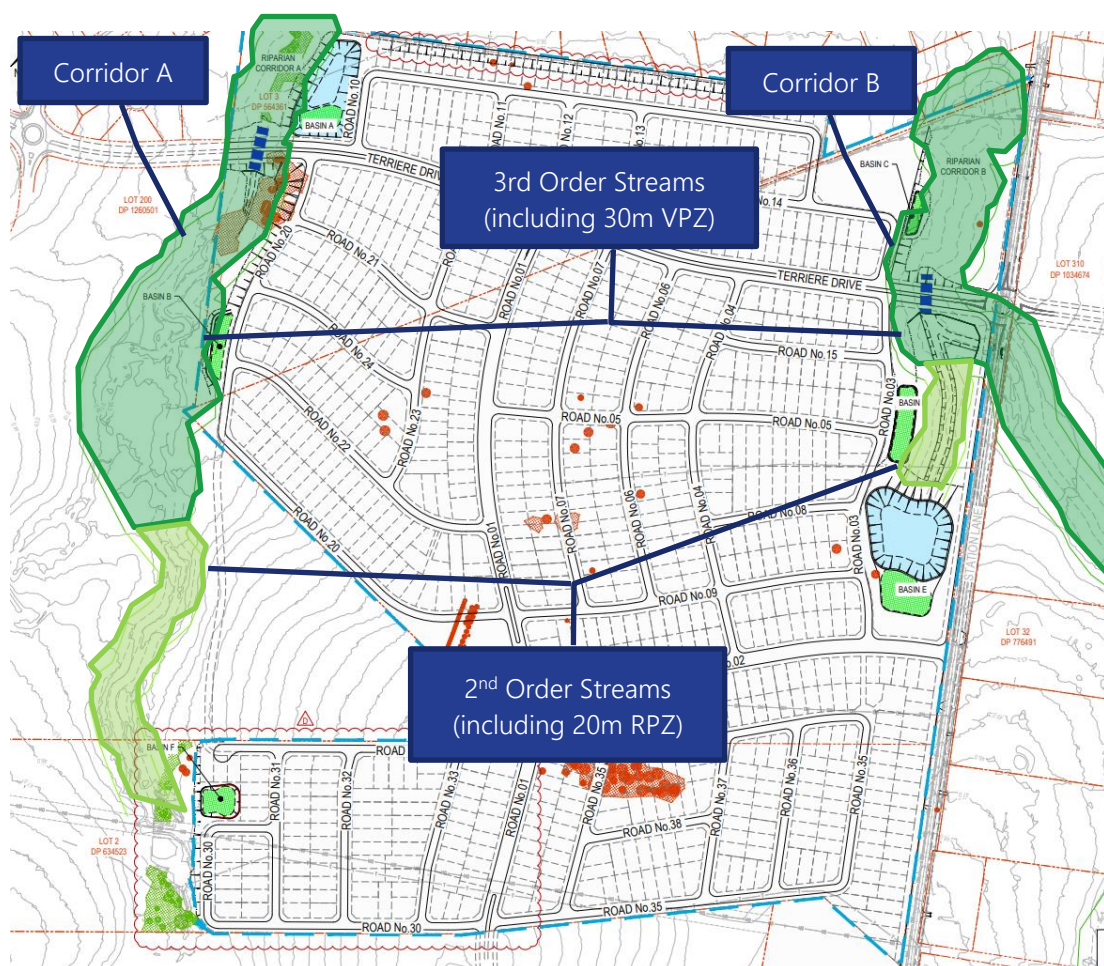 Corridor A
Corridor B
3rd Order Streams
(including 30m VPZ)
2nd Order Streams
(including 20m RPZ)
RIPARIAN
CORRIDOR A
LOT 3
DP 664361
BASIN A
ROAD No.10
ROAD No.11
ROAD No.12
No.13
TERRIERE DRIV
No.14
BASIN C
RIPARIAN
CORRIDOR B
LOT 200
DP 1260501
ROAD No.20
ROAD No.21
ROAD No.01
ROAD No.07
ROAD No.06
ROAD No.04
TERRIERE DRIVE
LOT 310
DP 1034674
BASIN B
ROAD No.24
ROAD No.15
ROAD No.03
ROAD No.23
ROAD No.22
ROAD No.05
ROAD No.05
BASIN
ROAD No.20
ROAD No.01
ROAD No.07
ROAD No.06
ROAD No.04
ROAD No.08
ROAD No.03
STATION LANE
BASIN E
ROAD No.09
.02
LOT 32
DP 776491
D
BASIN F
ROAD
ROAD No.31
ROAD No.32
ROAD No.33
ROAD No.01
ROAD No.35
ROAD No.37
ROAD No.36
ROAD No.35
ROAD No.38
LOT 2
DP 634523
ROAD No.30
ROAD No.30
ROAD No.35